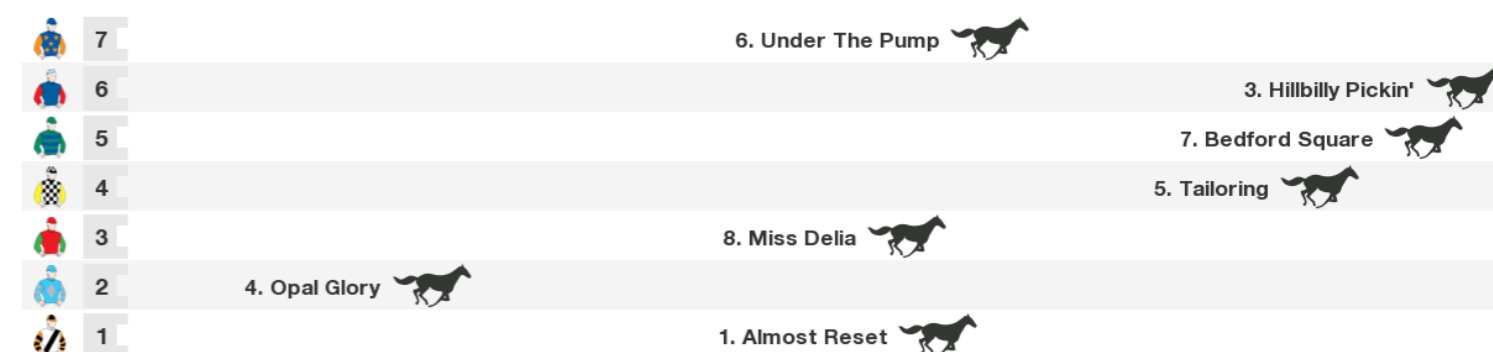 7 6. Under The Pump
6 3. Hillbilly Pickin'
5 7. Bedford Square
4 5. Tailoring
3 8. Miss Delia
2 4. Opal Glory
1 1. Almost Reset